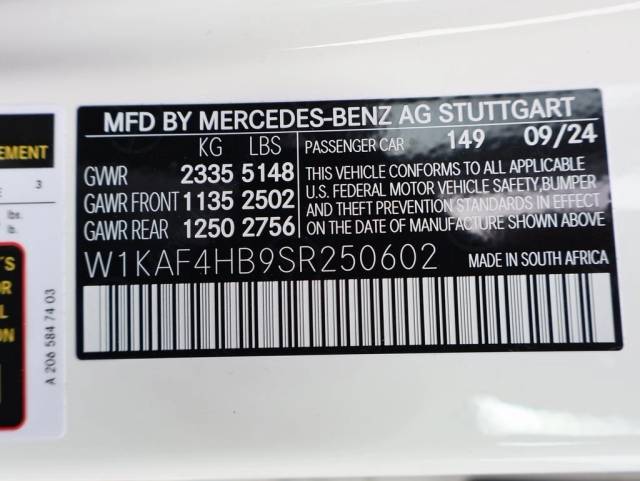 MFD BY MERCEDES-BENZ AG STUTTGART
KG LBS
GVWR 2335 5148
GAWR FRONT 1135 2502
GAWR REAR 1250 2756
PASSENGER CAR 149 09/24
THIS VEHICLE CONFORMS TO ALL APPLICABLE
U.S. FEDERAL MOTOR VEHICLE SAFETY, BUMPER
AND THEFT PREVENTION STANDARDS IN EFFECT
ON THE DATE OF MANUFACTURE SHOWN ABOVE
W1KAF4HB9SR250602 MADE IN SOUTH AFRICA
EMENT
3
lbs.
lb.
A 206 584 74 03